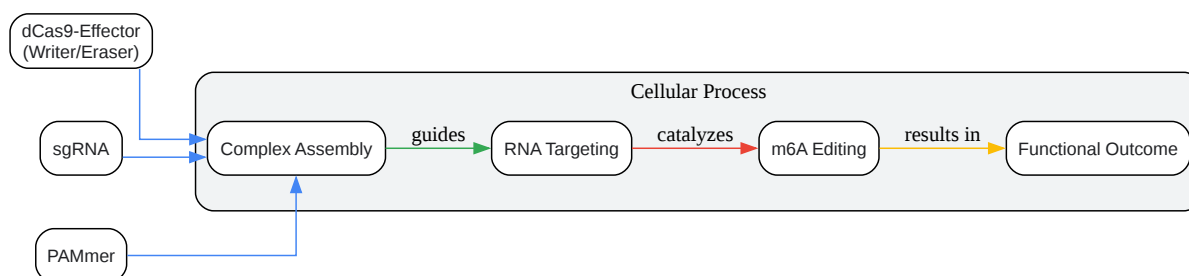 dCas9-Effector
(Writer/Eraser)
Cellular Process
sgRNA
Complex Assembly
guides
RNA Targeting
catalyzes
m6A Editing
results in
Functional Outcome
PAMmer